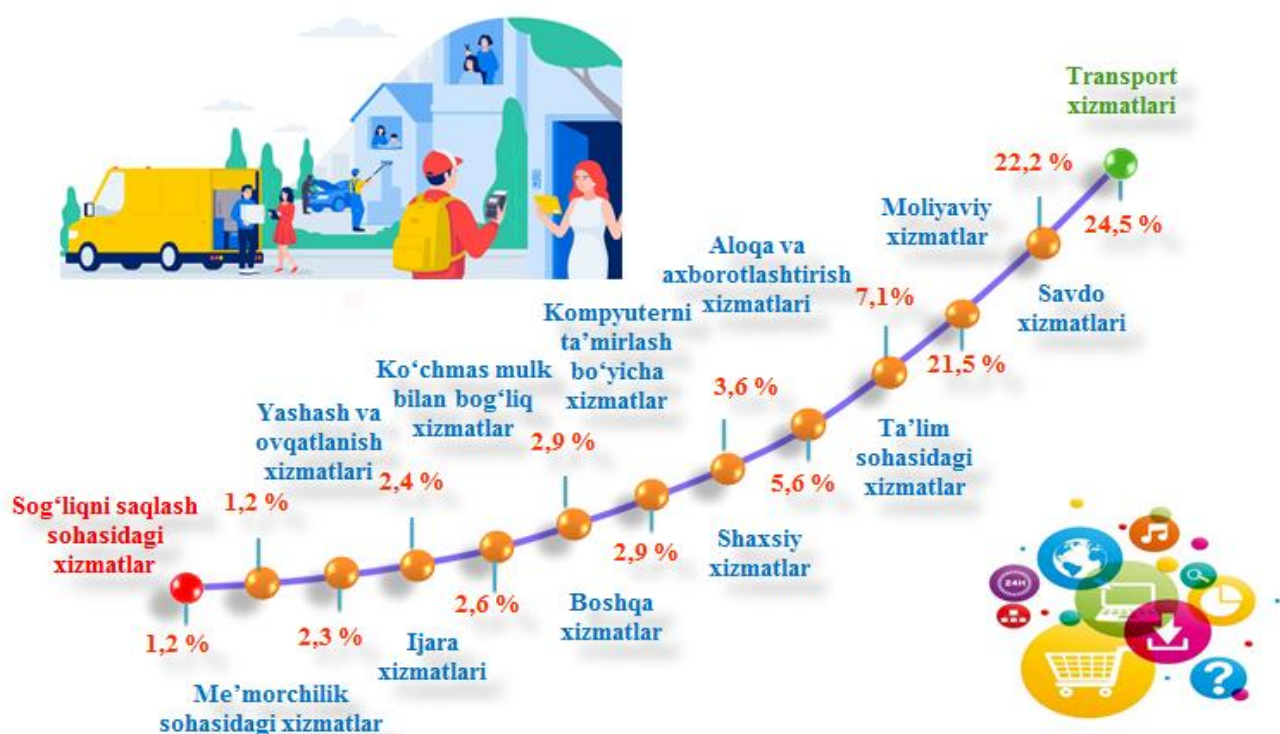 Transport
xizmatlari
22,2 %
24,5 %
Moliyaviy
xizmatlar
Savdo
xizmatlari
Aloqa va
axborotlashtirish
xizmatlari
7,1%
21,5 %
Kompyuterni
ta’mirlash
bo‘yicha
xizmatlar
3,6 %
5,6 %
Ta’lim
sohasidagi
xizmatlar
Ko‘chmas mulk
bilan bog‘liq
xizmatlar
2,9 %
2,9 %
Shaxsiy
xizmatlar
Yashash va
ovqatlanish
xizmatlari
2,4 %
2,6 %
Boshqa
xizmatlar
Sog‘liqni saqlash
sohasidagi
xizmatlar
1,2 %
1,2 %
2,3 %
Ijara
xizmatlari
Me’morchilik
sohasidagi xizmatlar
24H
?